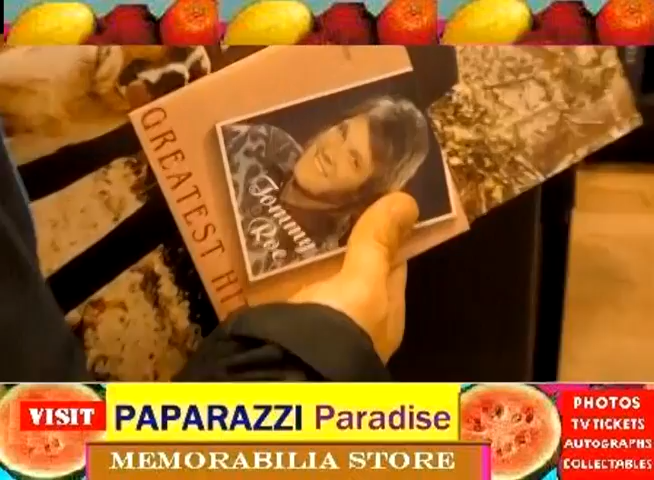 GREATEST HI
Tommy
Roe
VISIT
PAPARAZZI Paradise
MEMORABILIA STORE
PHOTOS
TV TICKETS
AUTOGRAPHS
COLLECTABLES